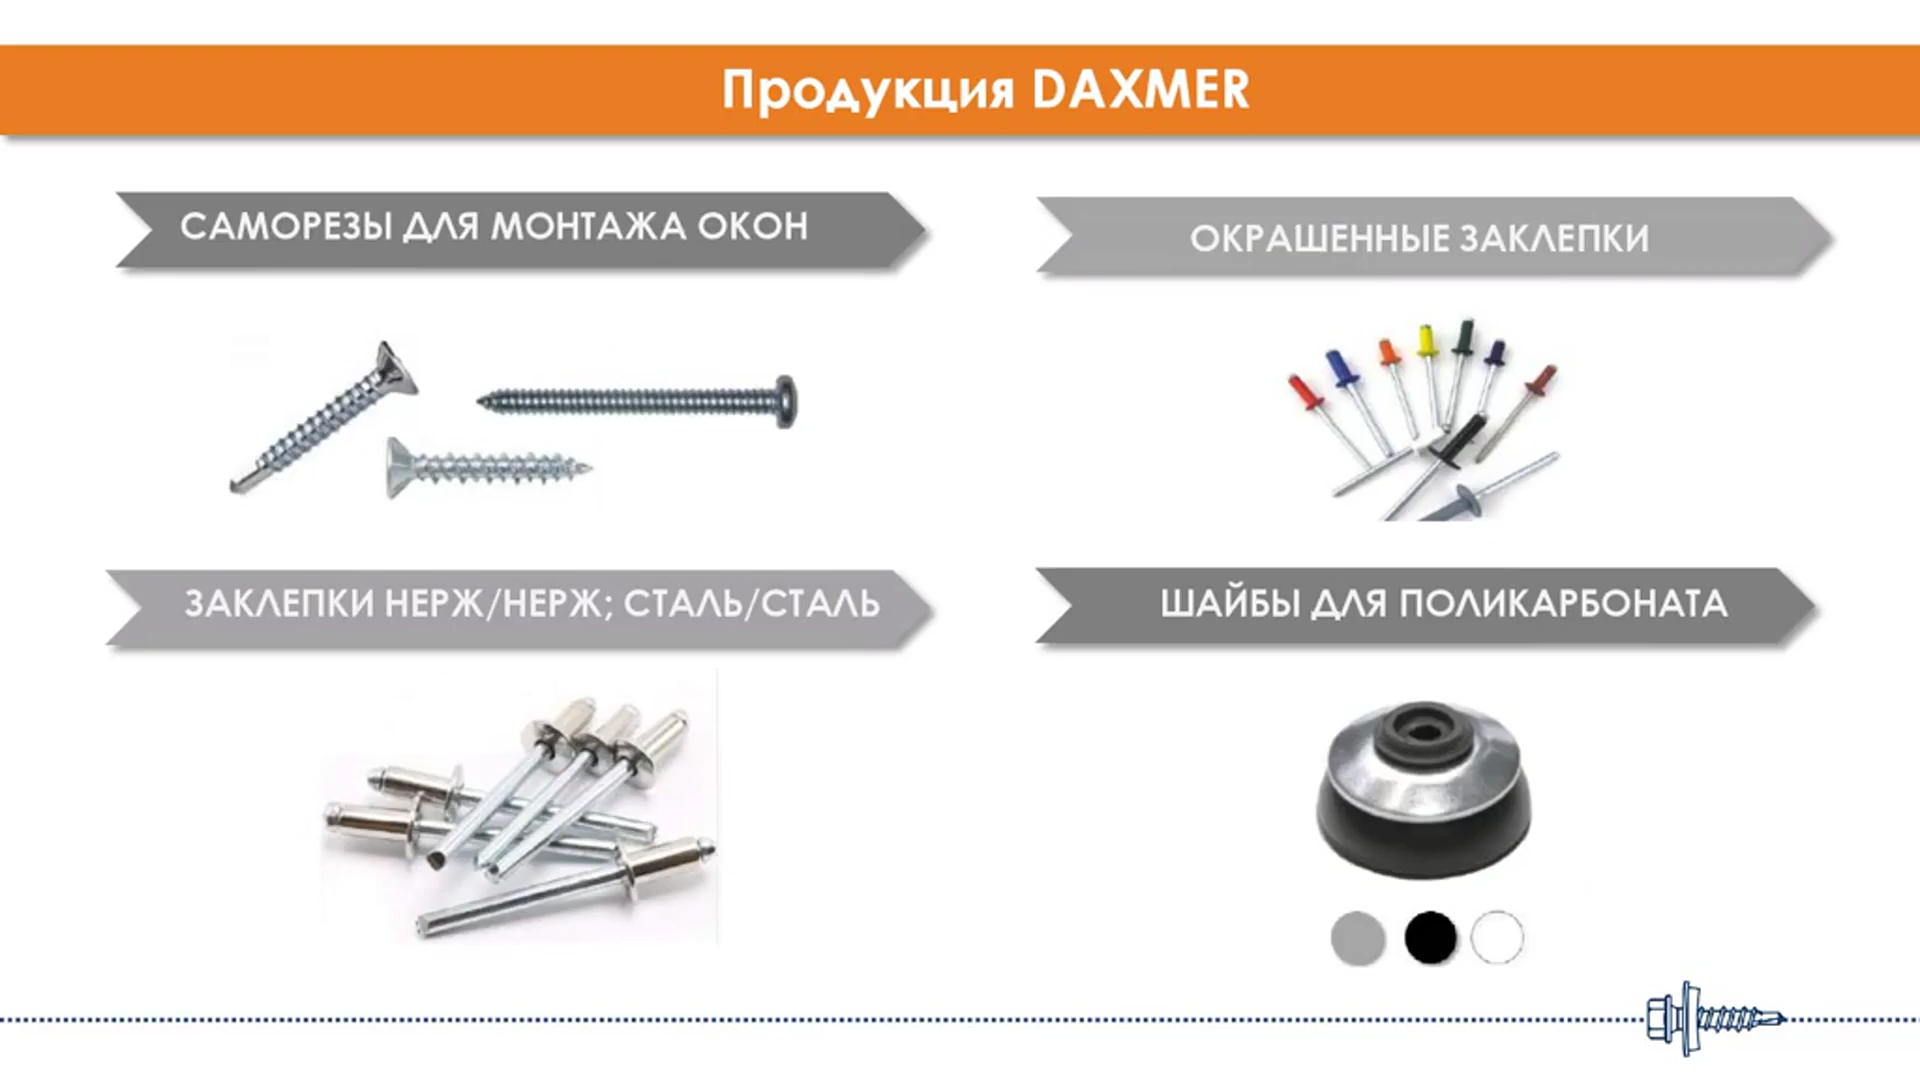 Продукция DAXMER
САМОРЕЗЫ ДЛЯ МОНТАЖА ОКОН
ОКРАШЕННЫЕ ЗАКЛЕПКИ
ЗАКЛЕПКИ НЕРЖ/НЕРЖ; СТАЛЬ/СТАЛЬ
ШАЙБЫ ДЛЯ ПОЛИКАРБОНАТА